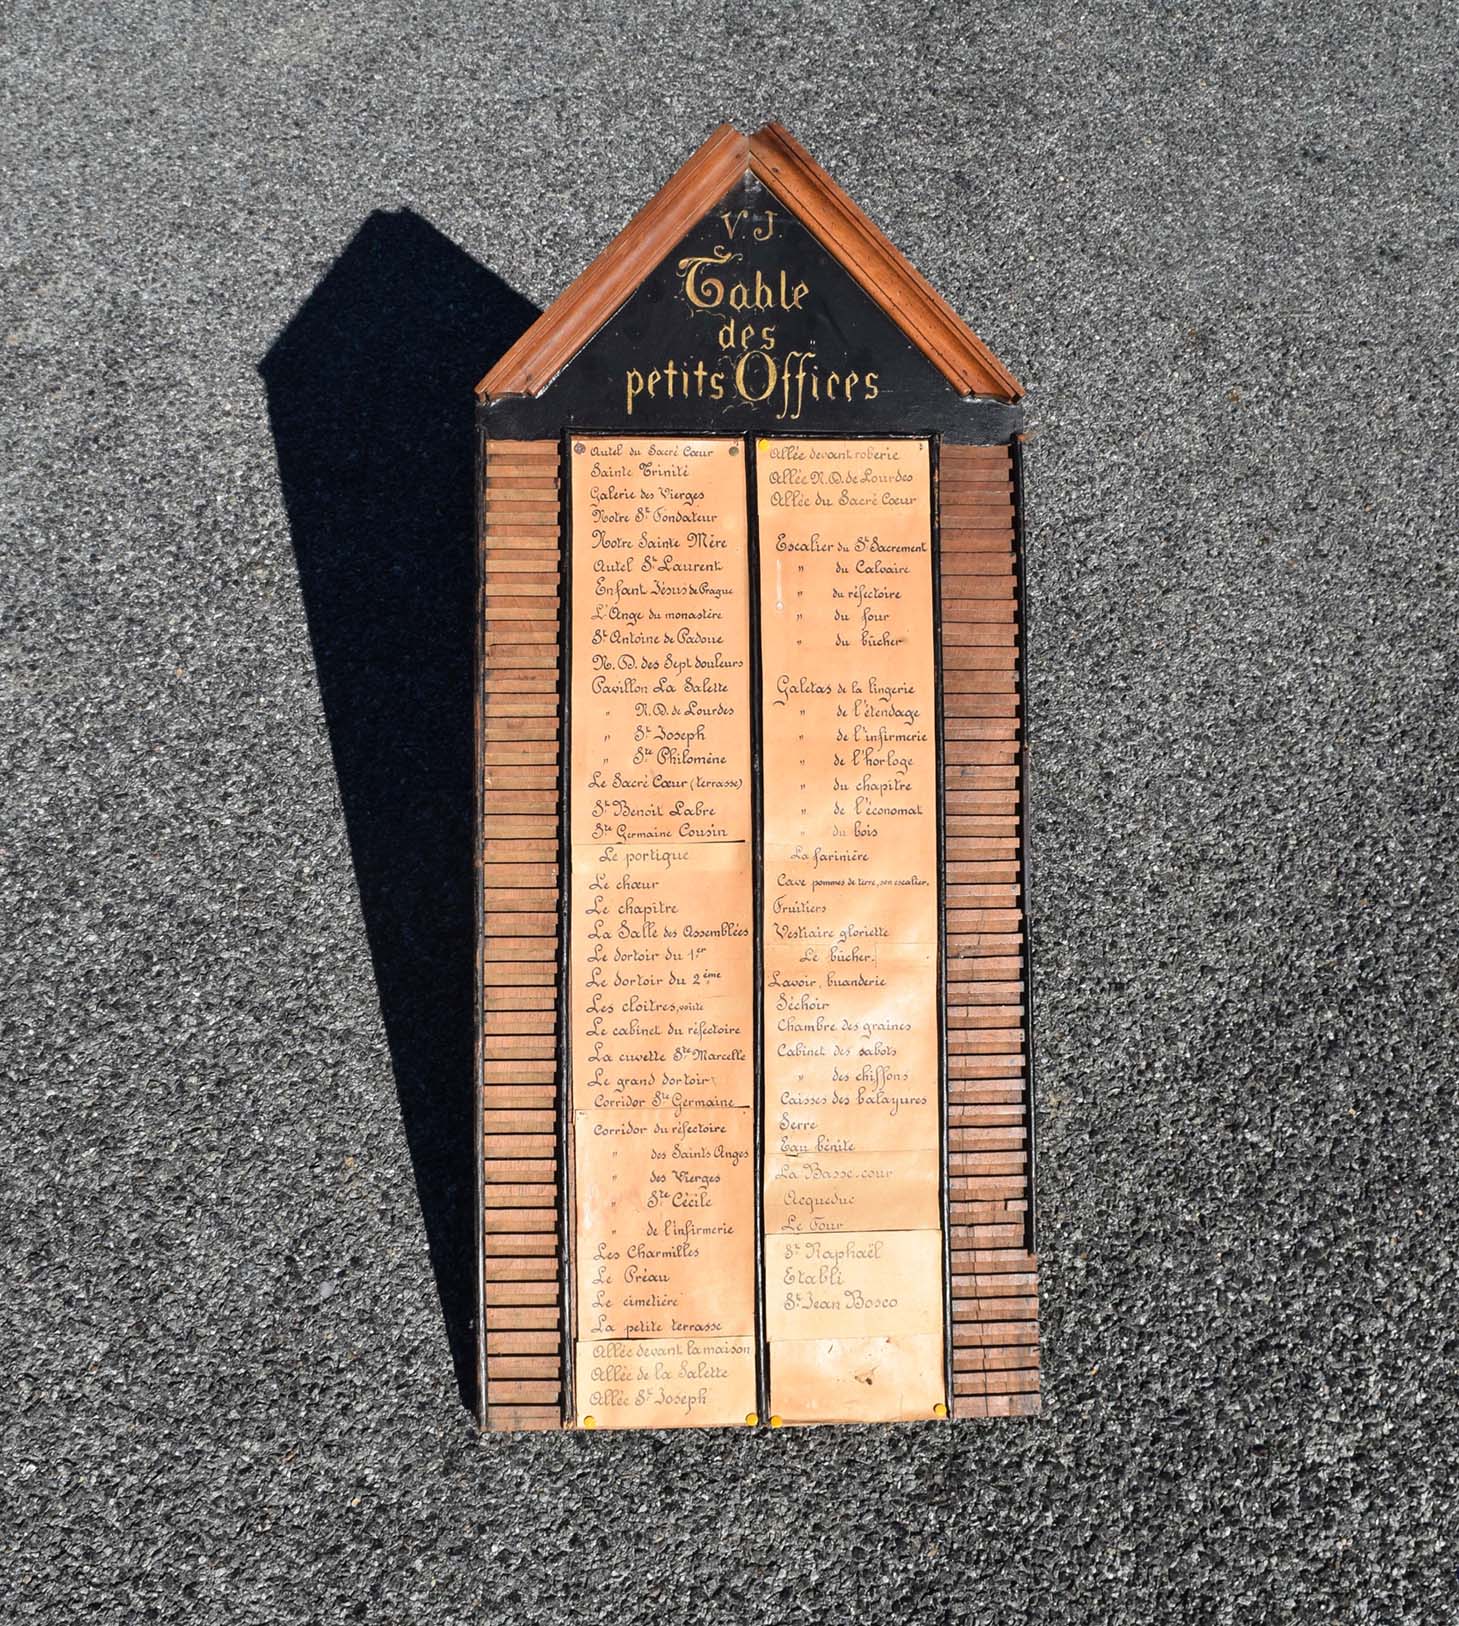 V. J.
Table
des
petits Offices
Autel du Sacré Cœur
Sainte Trinité
Galerie des Vierges
Notre St Fondateur
Notre Sainte Mère
Autel St Laurent
Enfant Jésus de Prague
L'Ange du monastère
St Antoine de Padoue
N. D. des Sept douleurs
Pavillon La Salette
" N. D. de Lourdes
" St Joseph
" Ste Philomène
Le Sacré Cœur (terrasse)
St Benoit Labre
Ste Germaine Cousin
Le portique
Le chœur
Le chapitre
La Salle des Assemblées
Le dortoir du 1er
Le dortoir du 2ème
Les cloîtres, voûte
Le cabinet du réfectoire
La cuvette Ste Marcelle
Le grand dortoir
Corridor Ste Germaine
Corridor du réfectoire
" des Saints Anges
" des Vierges
" Ste Cécile
" de l'infirmerie
Les Charmilles
Le Préau
Le cimetière
La petite terrasse
Allée devant la maison
Allée de la Salette
Allée St Joseph
Allée devant roberie
Allée N. D. de Lourdes
Allée du Sacré Cœur
Escalier du St Sacrement
" du Calvaire
" du réfectoire
" du four
" du bûcher
Galetas de la lingerie
" de l'étendage
" de l'infirmerie
" de l'horloge
" du chapitre
" de l'économat
" du bois
La farinière
Cave pommes de terre, son escalier,
Fruitiers
Vestiaire gloriette
Le bûcher.
Lavoir, buanderie
Séchoir
Chambre des graines
Cabinet des sabots
" des chiffons
Caisses des balayures
Serre
Eau bénite
La Basse-cour
Acqueduc
Le Four
St Raphaël
Etabli
St Jean Bosco